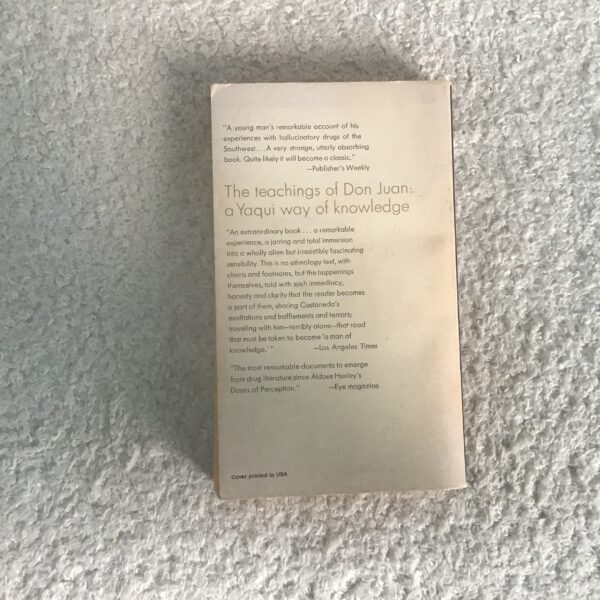 "A young man's remarkable account of his
experiences with hallucinatory drugs of the
Southwest....A very strange, utterly absorbing
book. Quite likely it will become a classic."
—Publisher's Weekly
The teachings of Don Juan:
a Yaqui way of knowledge
"An extraordinary book . . . a remarkable
experience, a jarring and total immersion
into a wholly alien but irresistibly fascinating
sensibility. This is no ethnology text, with
charts and footnotes, but the happenings
themselves, told with such immediacy,
honesty and clarity that the reader becomes
a part of them, sharing Castaneda's
exultations and bafflements and terrors;
traveling with him—terribly alone—that road
that must be taken to become 'a man of
knowledge.' " —Los Angeles Times
"The most remarkable documents to emerge
from drug literature since Aldous Huxley's
Doors of Perception." —Eye magazine
Cover printed in USA